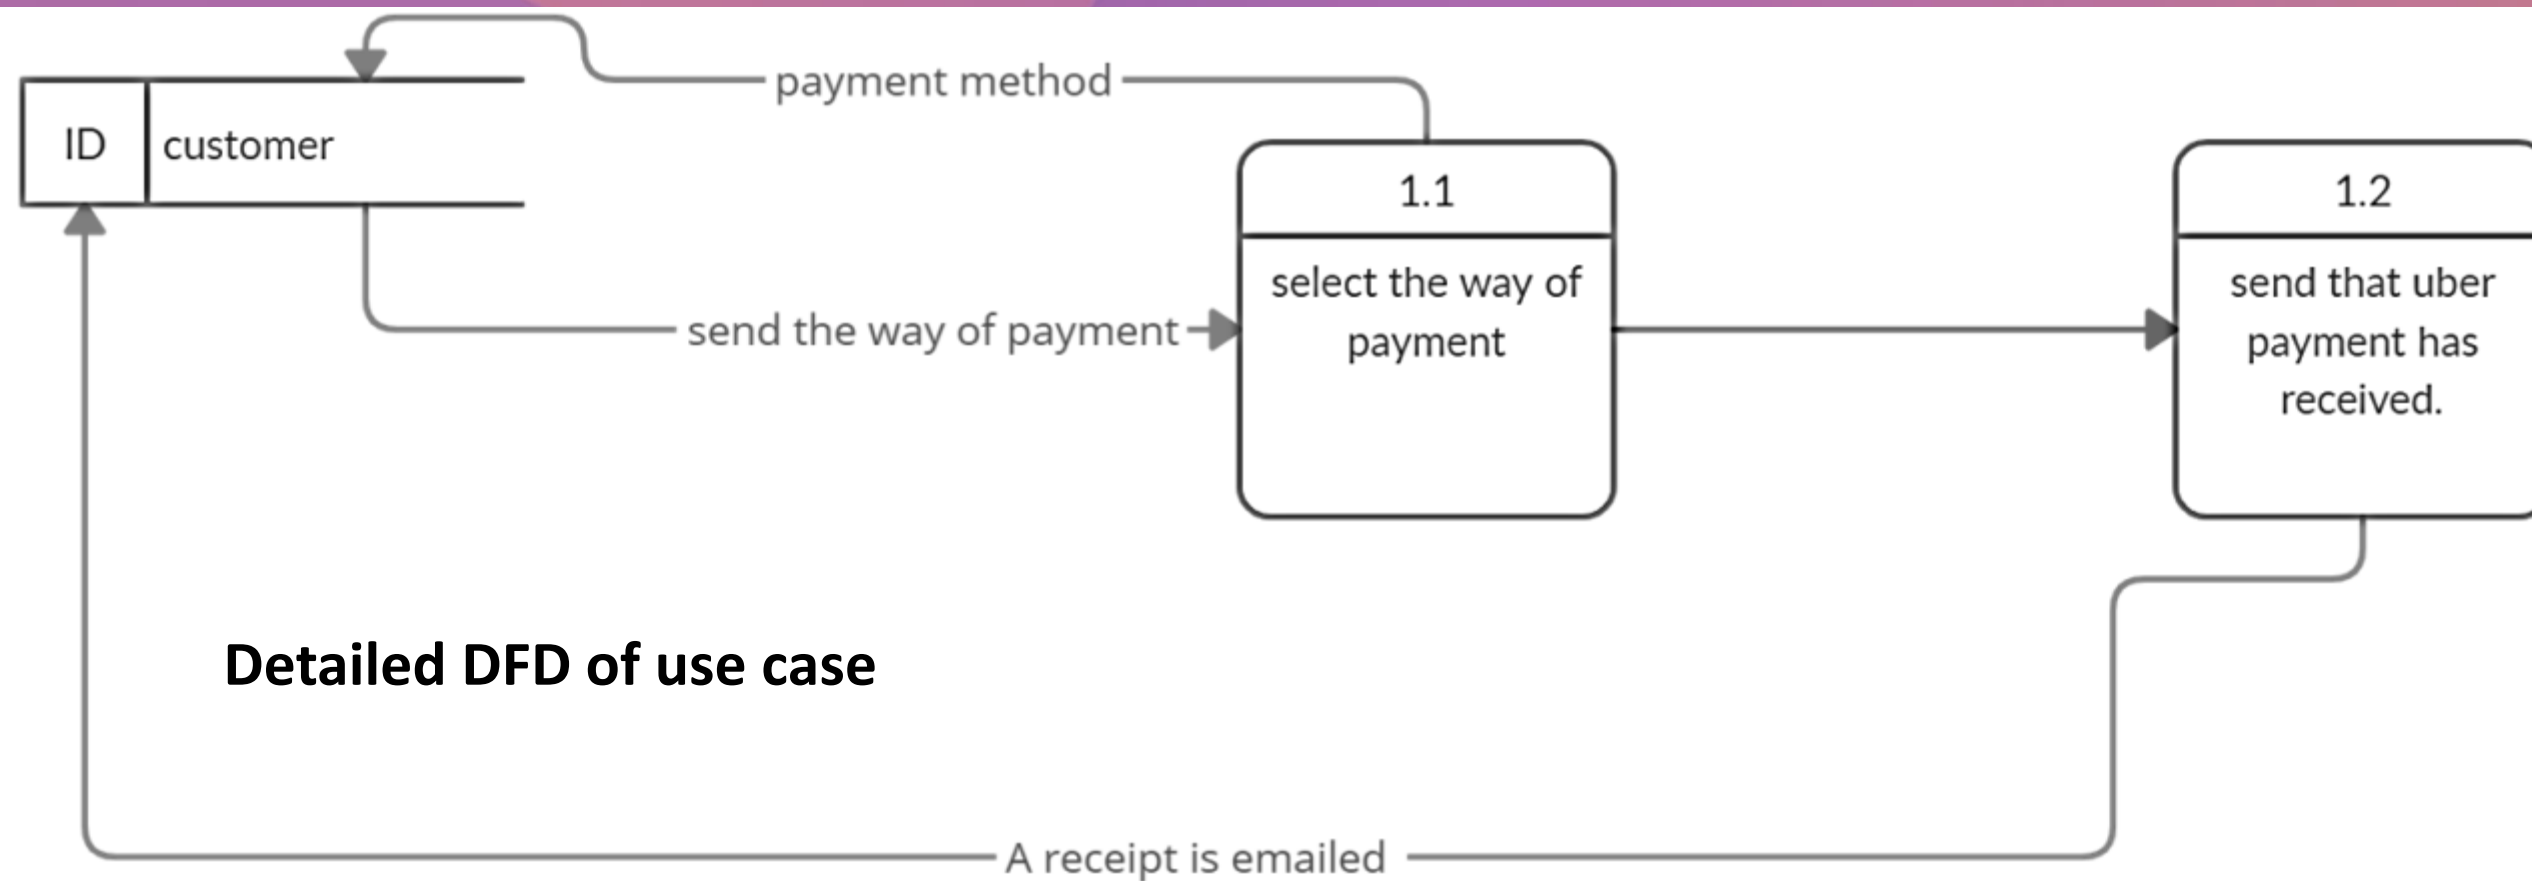 payment method
ID
customer
1.1
1.2
select the way of
payment
send that uber
payment has
received.
send the way of payment
Detailed DFD of use case
A receipt is emailed